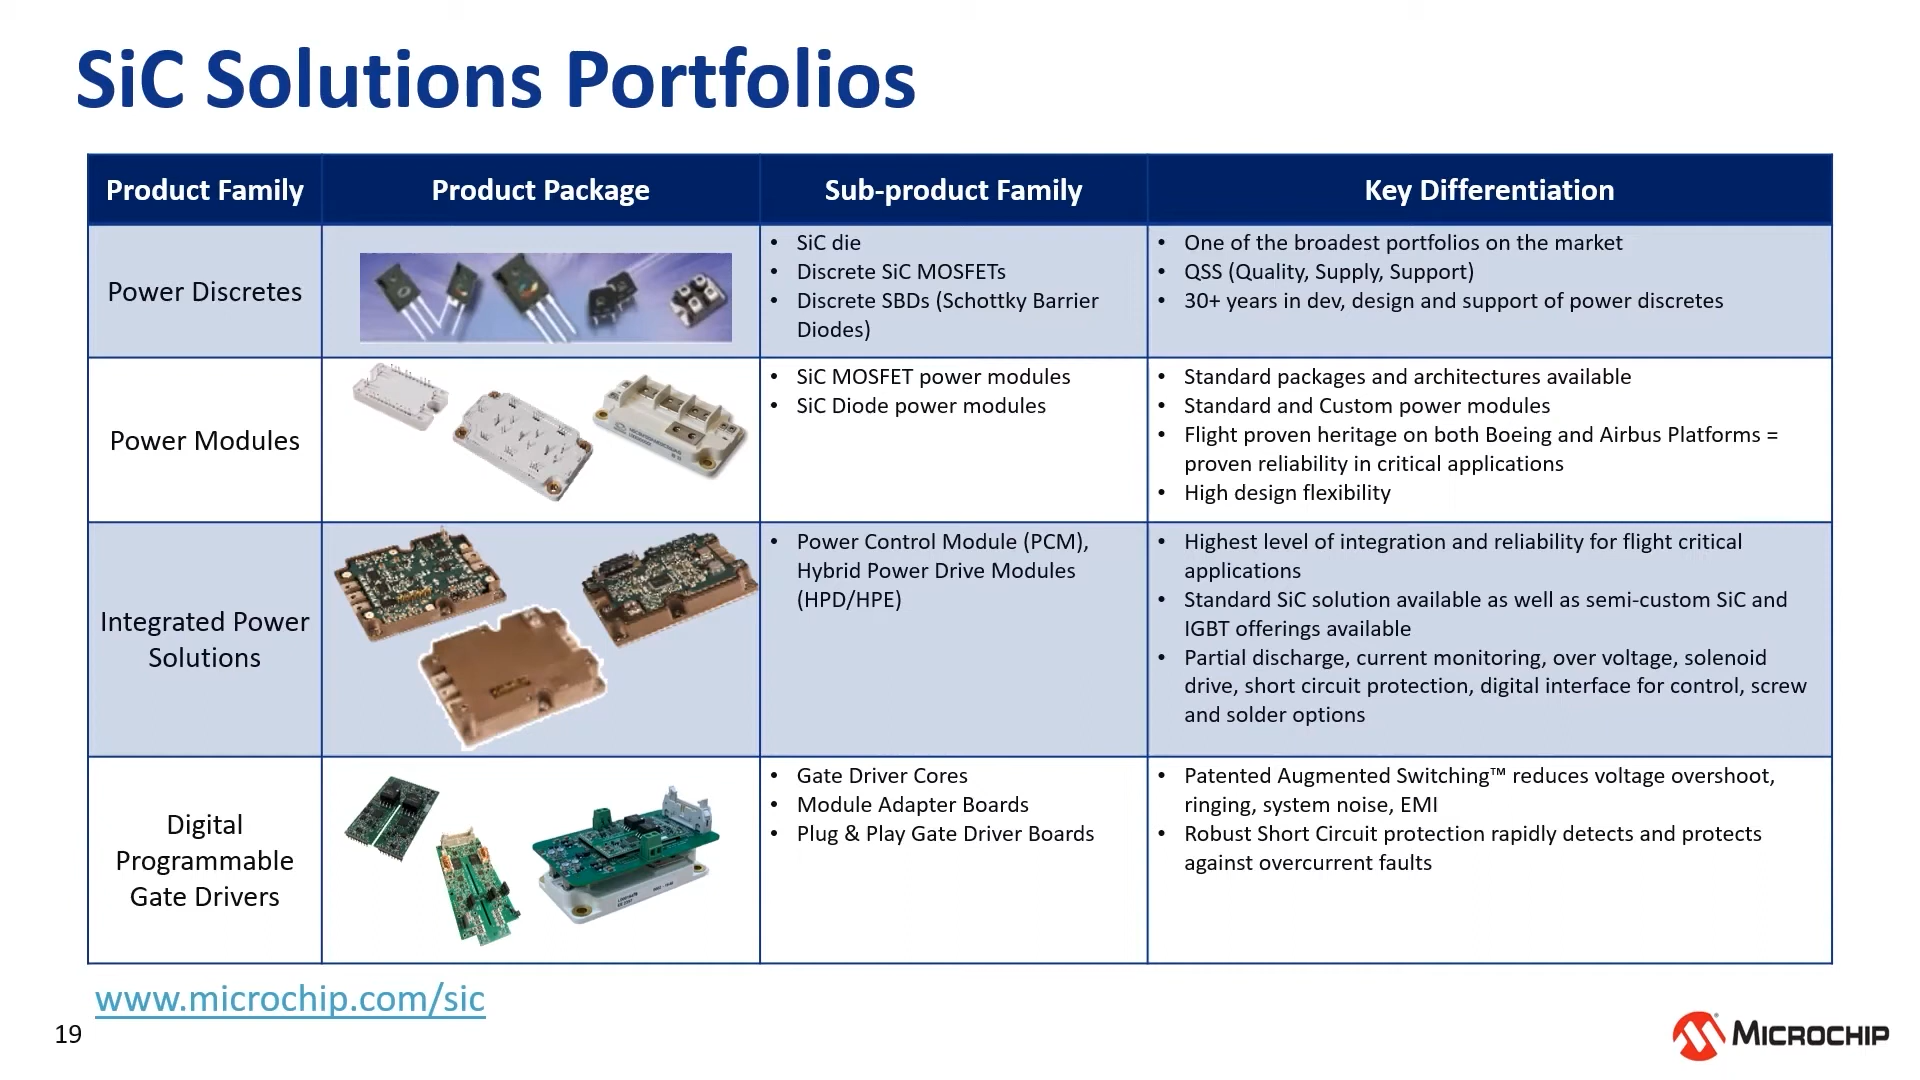 SiC Solutions Portfolios
Product Family
Product Package
Sub-product Family
Key Differentiation
Power Discretes
• SiC die
• Discrete SiC MOSFETs
• Discrete SBDs (Schottky Barrier
Diodes)
• One of the broadest portfolios on the market
• QSS (Quality, Supply, Support)
• 30+ years in dev, design and support of power discretes
Power Modules
• SiC MOSFET power modules
• SiC Diode power modules
• Standard packages and architectures available
• Standard and Custom power modules
• Flight proven heritage on both Boeing and Airbus Platforms =
proven reliability in critical applications
• High design flexibility
Integrated Power
Solutions
• Power Control Module (PCM),
Hybrid Power Drive Modules
(HPD/HPE)
• Highest level of integration and reliability for flight critical
applications
• Standard SiC solution available as well as semi-custom SiC and
IGBT offerings available
• Partial discharge, current monitoring, over voltage, solenoid
drive, short circuit protection, digital interface for control, screw
and solder options
Digital
Programmable
Gate Drivers
• Gate Driver Cores
• Module Adapter Boards
• Plug & Play Gate Driver Boards
• Patented Augmented Switching™ reduces voltage overshoot,
ringing, system noise, EMI
• Robust Short Circuit protection rapidly detects and protects
against overcurrent faults
www.microchip.com/sic
19
MICROCHIP